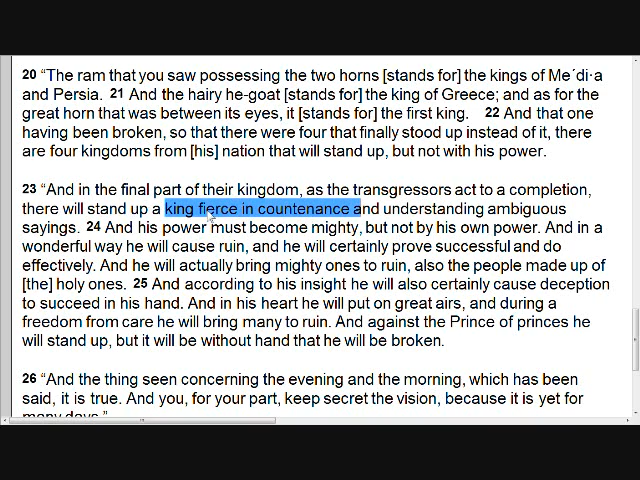 20 “The ram that you saw possessing the two horns [stands for] the kings of Me´di·a
and Persia. 21 And the hairy he-goat [stands for] the king of Greece; and as for the
great horn that was between its eyes, it [stands for] the first king. 22 And that one
having been broken, so that there were four that finally stood up instead of it, there
are four kingdoms from [his] nation that will stand up, but not with his power.
23 “And in the final part of their kingdom, as the transgressors act to a completion,
there will stand up a king fierce in countenance and understanding ambiguous
sayings. 24 And his power must become mighty, but not by his own power. And in a
wonderful way he will cause ruin, and he will certainly prove successful and do
effectively. And he will actually bring mighty ones to ruin, also the people made up of
[the] holy ones. 25 And according to his insight he will also certainly cause deception
to succeed in his hand. And in his heart he will put on great airs, and during a
freedom from care he will bring many to ruin. And against the Prince of princes he
will stand up, but it will be without hand that he will be broken.
26 “And the thing seen concerning the evening and the morning, which has been
said, it is true. And you, for your part, keep secret the vision, because it is yet for
many days.”